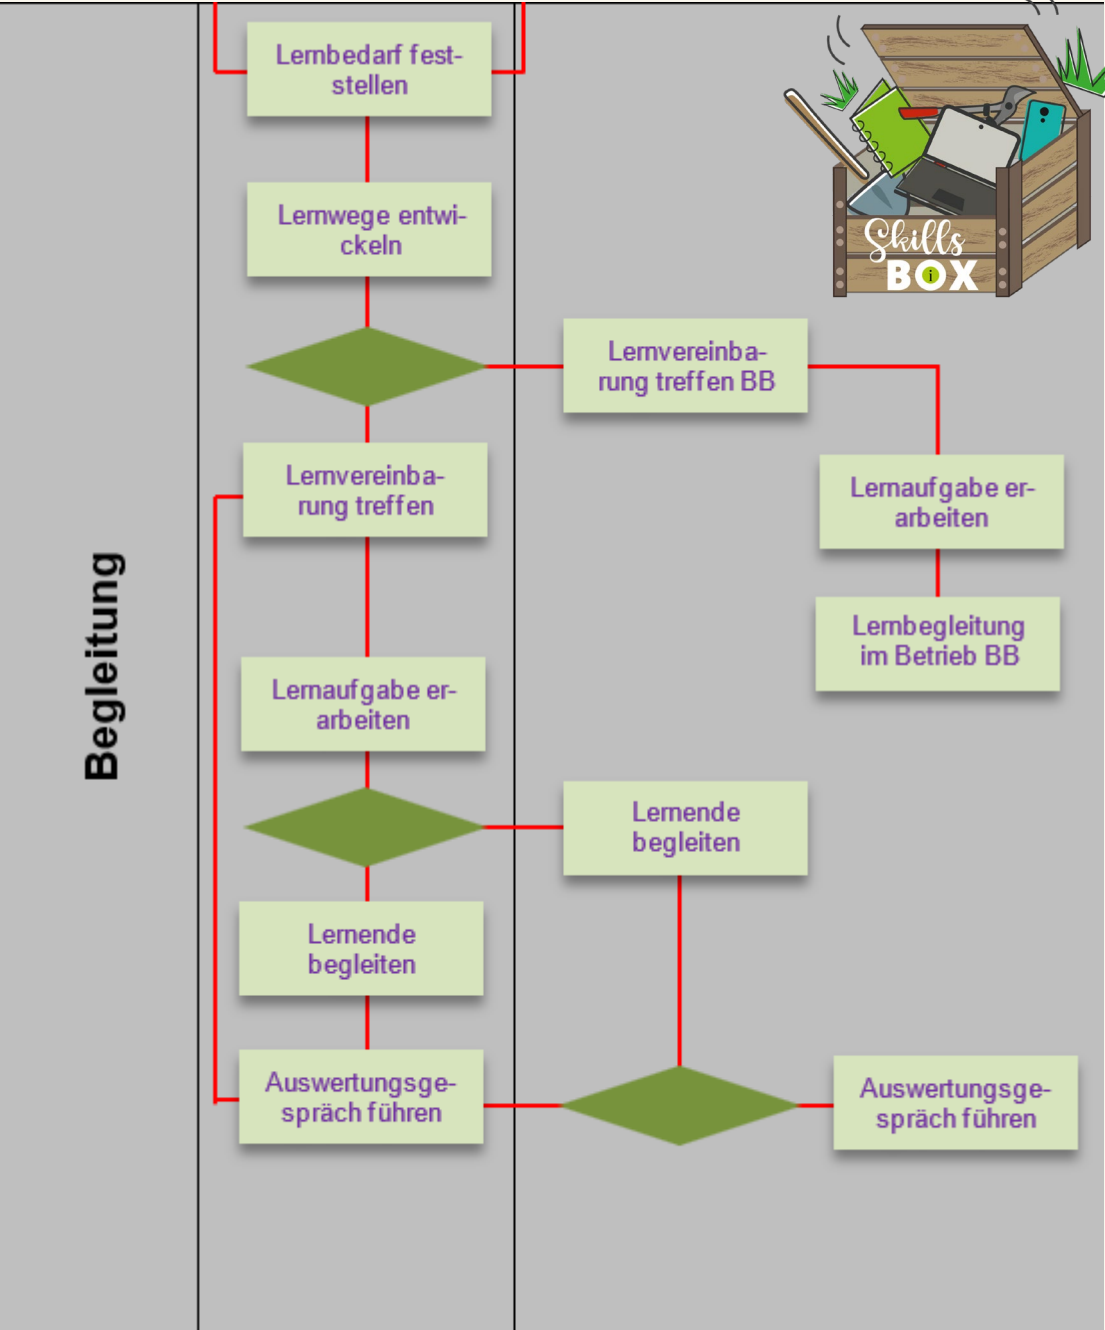 Lernbedarf fest-
stellen
Skills
BOX
i
Lernwege entwi-
ckeln
Lernvereinba-
rung treffen BB
Lernvereinba-
rung treffen
Lernaufgabe er-
arbeiten
Lernbegleitung
im Betrieb BB
Begleitung
Lernaufgabe er-
arbeiten
Lernende
begleiten
Lernende
begleiten
Auswertungsge-
spräch führen
Auswertungsge-
spräch führen